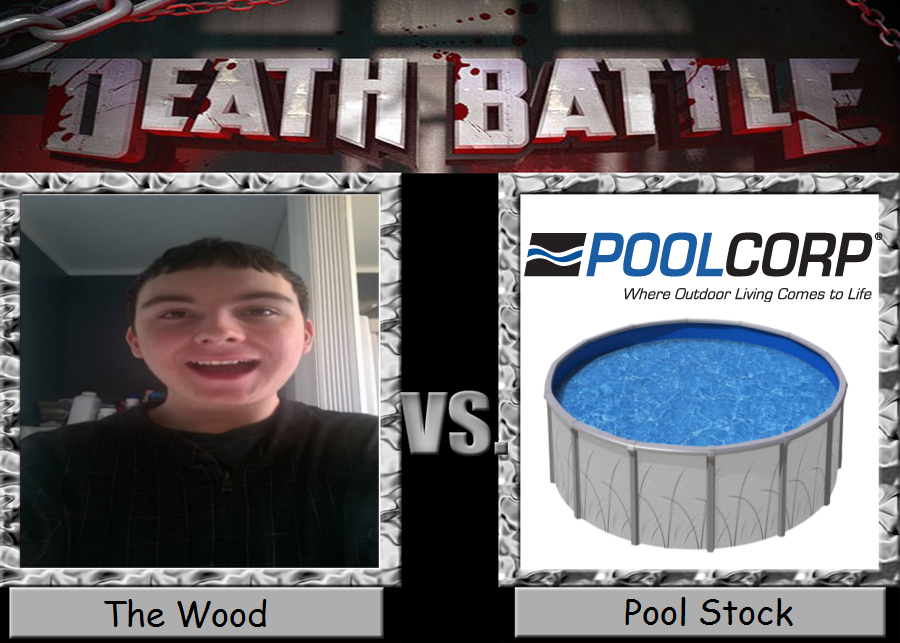 DEATH BATTLE
POOLCORP®
Where Outdoor Living Comes to Life
VS.
The Wood
Pool Stock